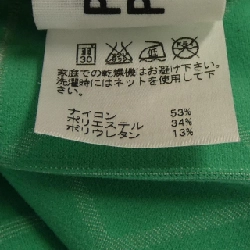 P
P
30
家庭での乾燥機はお避け下さい。
洗濯時にはネットを使用して下さい。
ナイロン 53%
ポリエステル 34%
ポリウレタン 13%